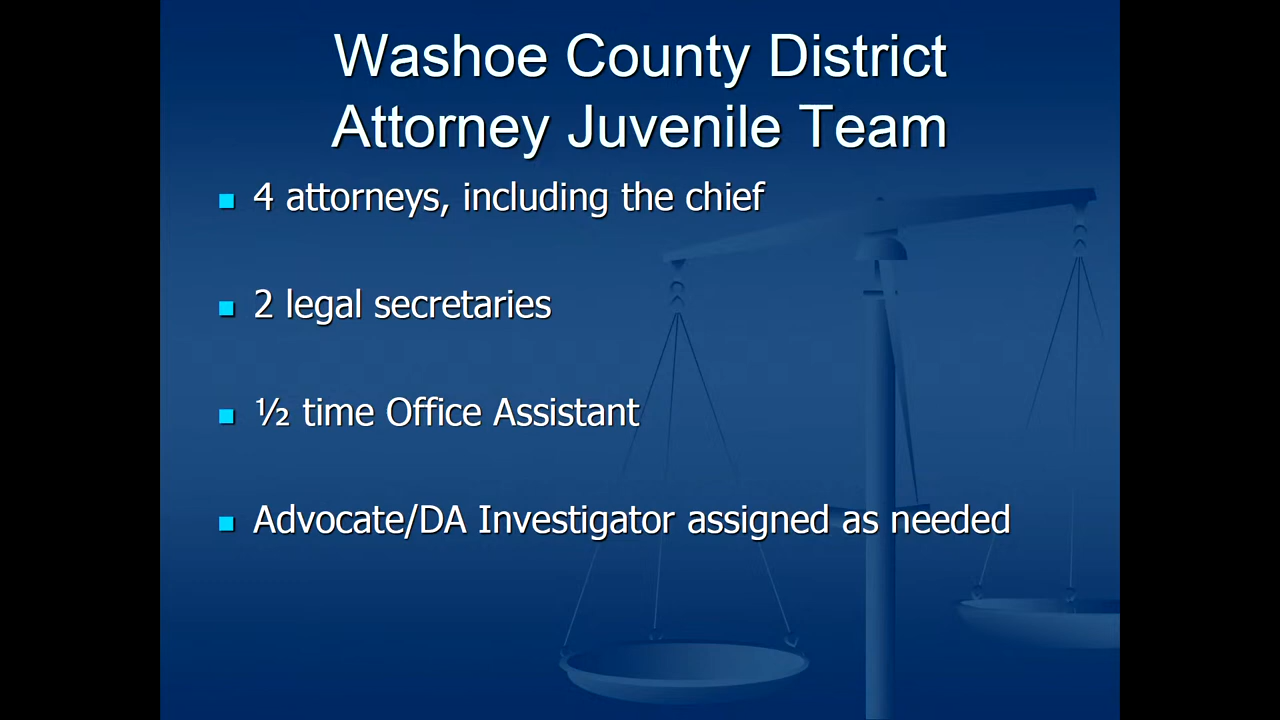 Washoe County District
Attorney Juvenile Team
4 attorneys, including the chief
2 legal secretaries
½ time Office Assistant
Advocate/DA Investigator assigned as needed